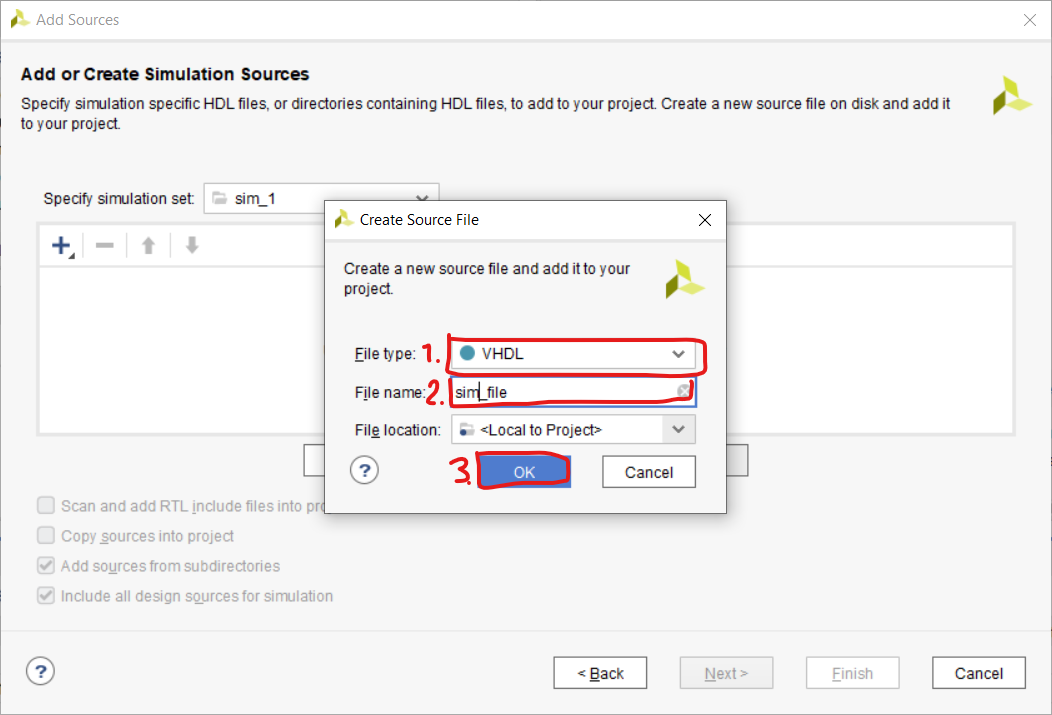 Add Sources
Add or Create Simulation Sources
Specify simulation specific HDL files, or directories containing HDL files, to add to your project. Create a new source file on disk and add it
to your project.
Specify simulation set: sim_1
Create Source File
Create a new source file and add it to your
project.
File type: 1. VHDL
File name: 2. sim_file
File location: <Local to Project>
? 3. OK Cancel
Scan and add RTL include files into pro
Copy sources into project
Add sources from subdirectories
Include all design sources for simulation
? < Back Next > Finish Cancel